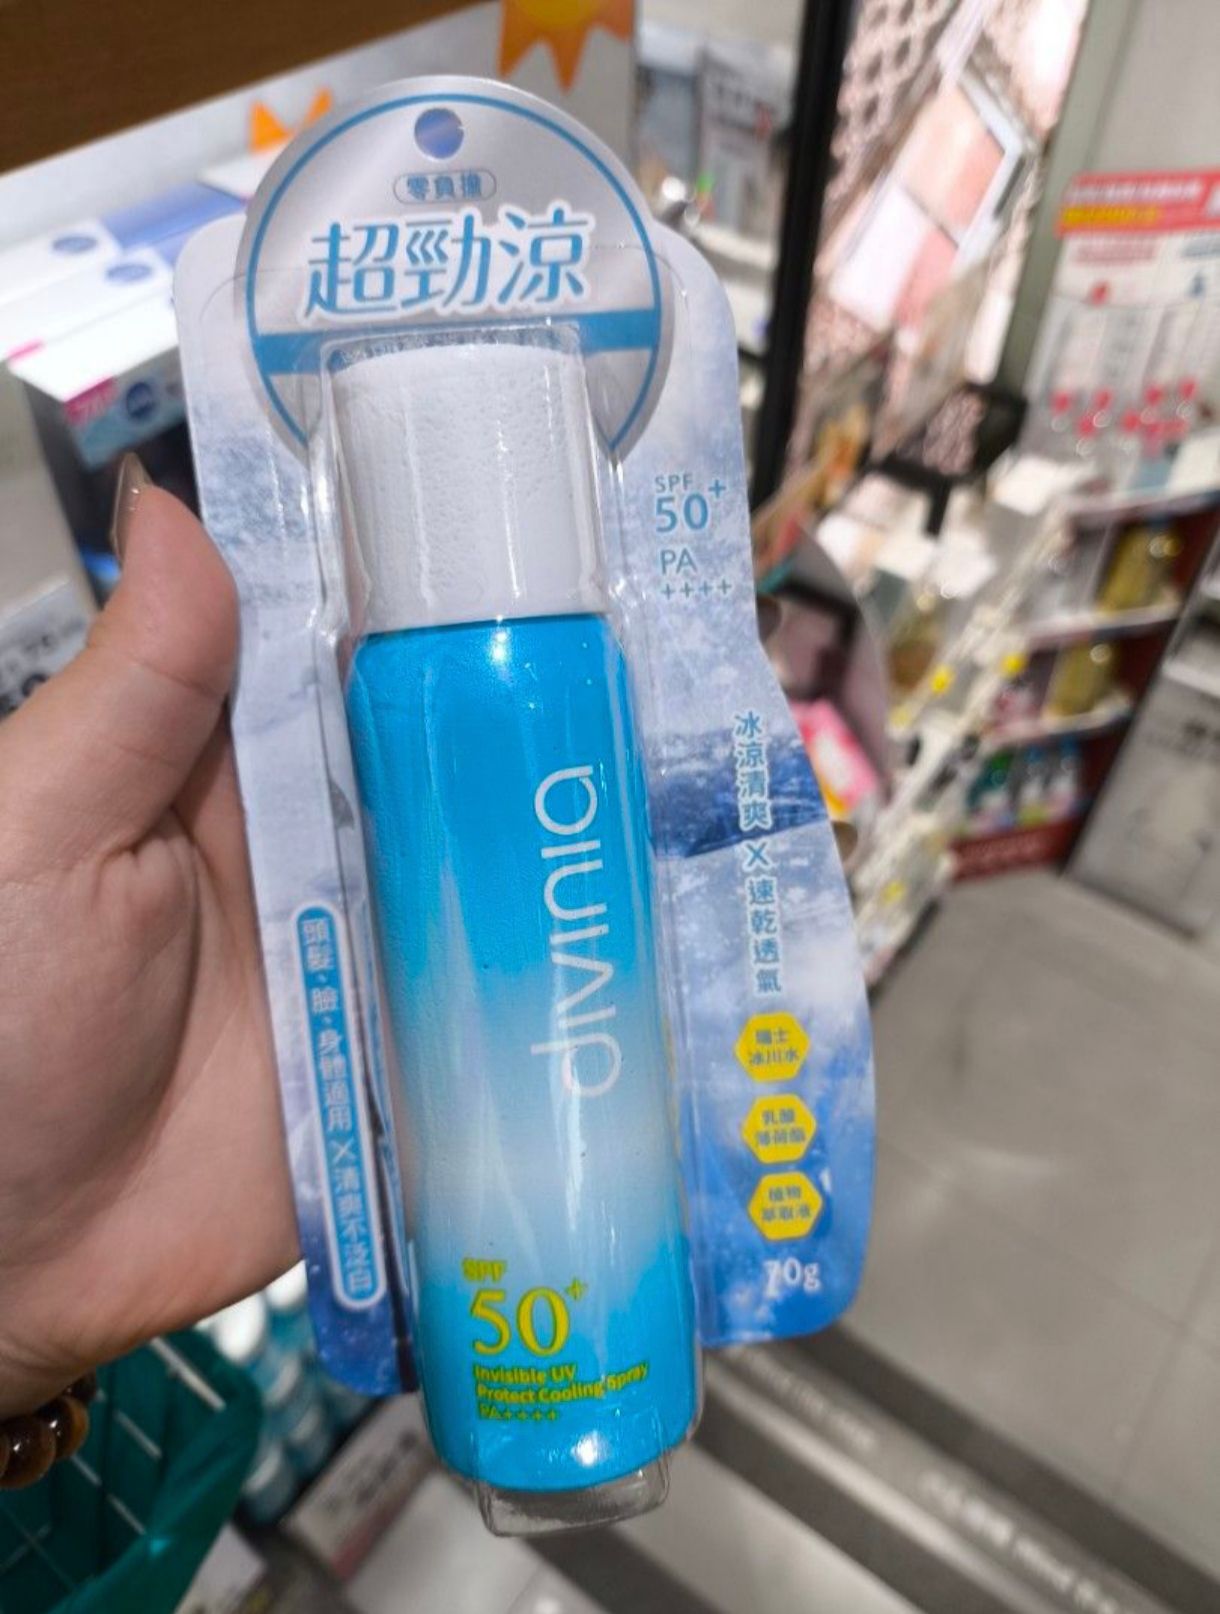 零負擔
超勁涼
SPF
50+
PA
++++
冰涼清爽×速乾透氣
瑞士
冰川水
乳酸
薄荷酯
植物
萃取液
70g
頭髮、臉、身體適用×清爽不泛白
divinia
SPF
50+
Invisible UV
Protect Cooling Spray
PA++++